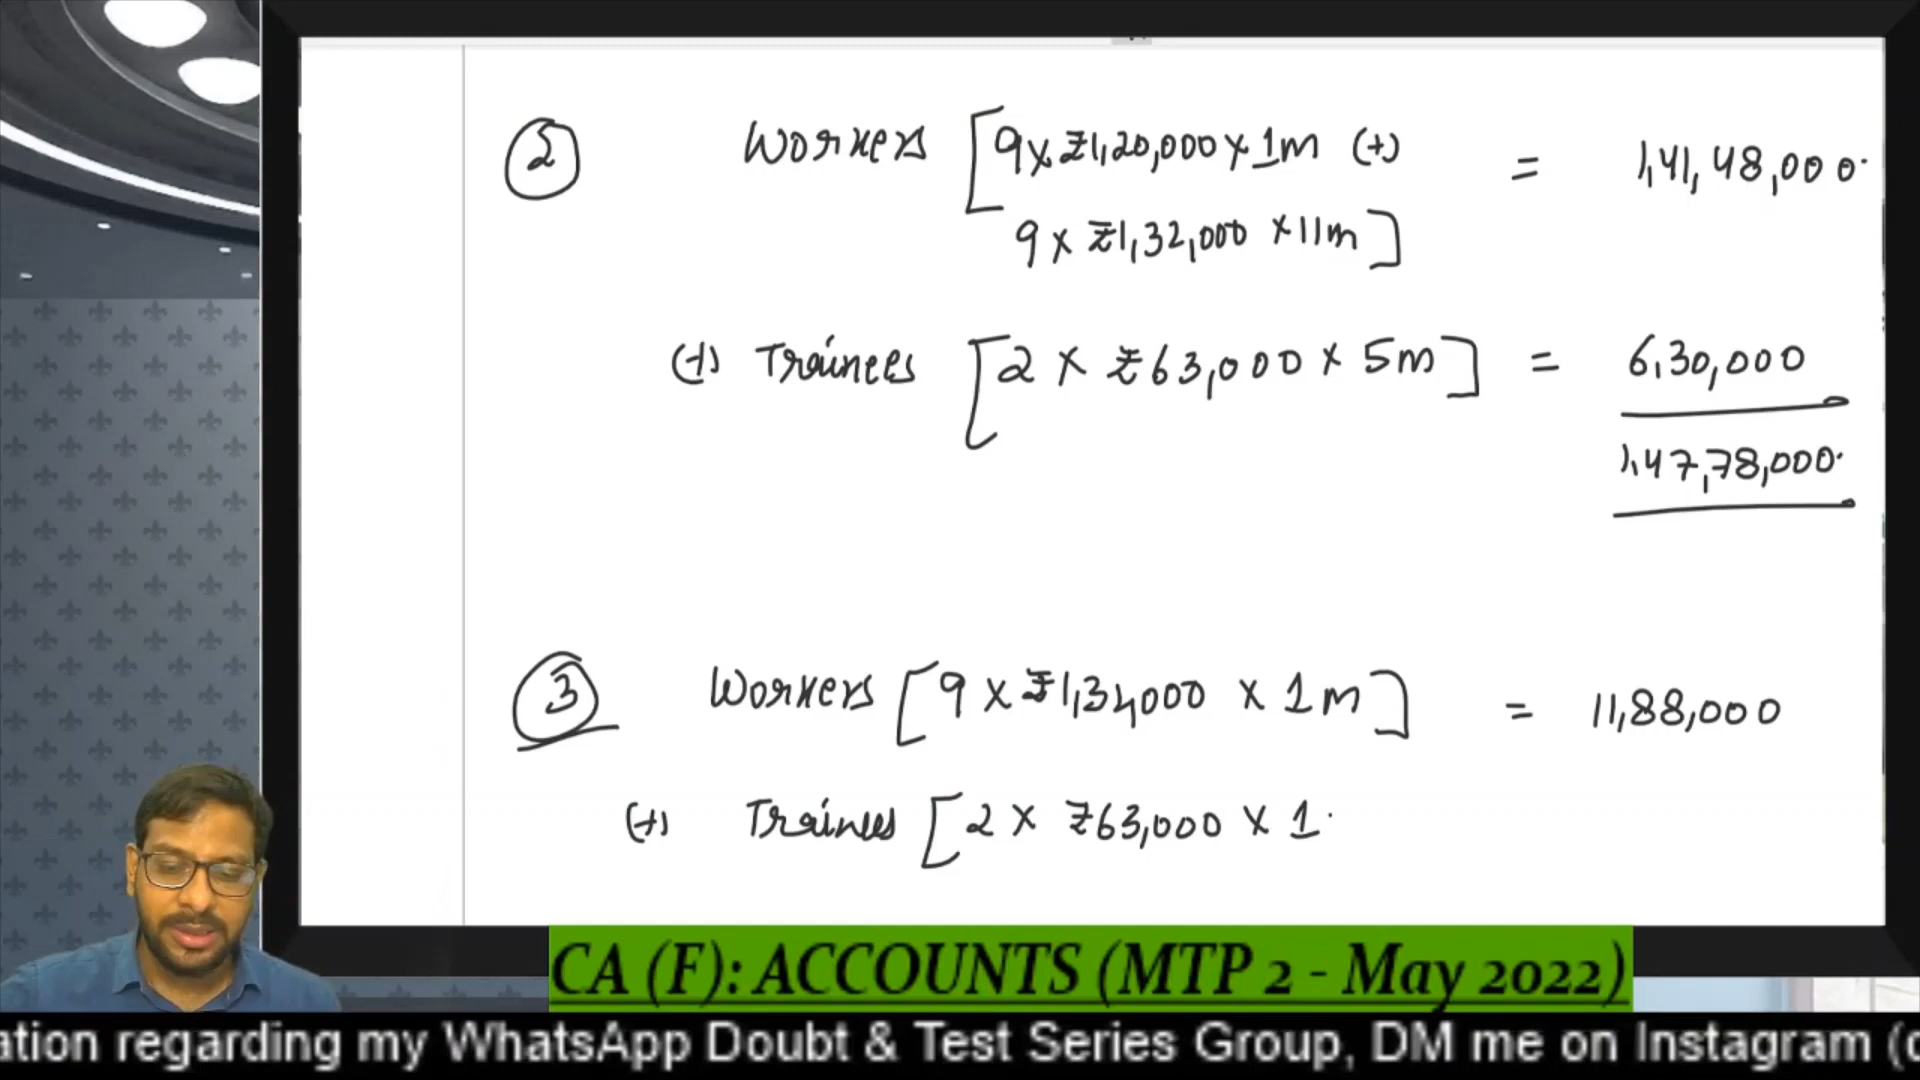 2 Workers [9 x ₹1,20,000 x 1m (+) = 1,41,48,000.
9 x ₹1,32,000 x 11m]
(+) Trainees [2 x ₹63,000 x 5m] = 6,30,000
1,47,78,000.
3 Workers [9 x ₹1,32,000 x 1m] = 11,88,000
(+) Trainees [2 x ₹63,000 x 1
CA (F): ACCOUNTS (MTP 2 - May 2022)
ation regarding my WhatsApp Doubt & Test Series Group, DM me on Instagram (